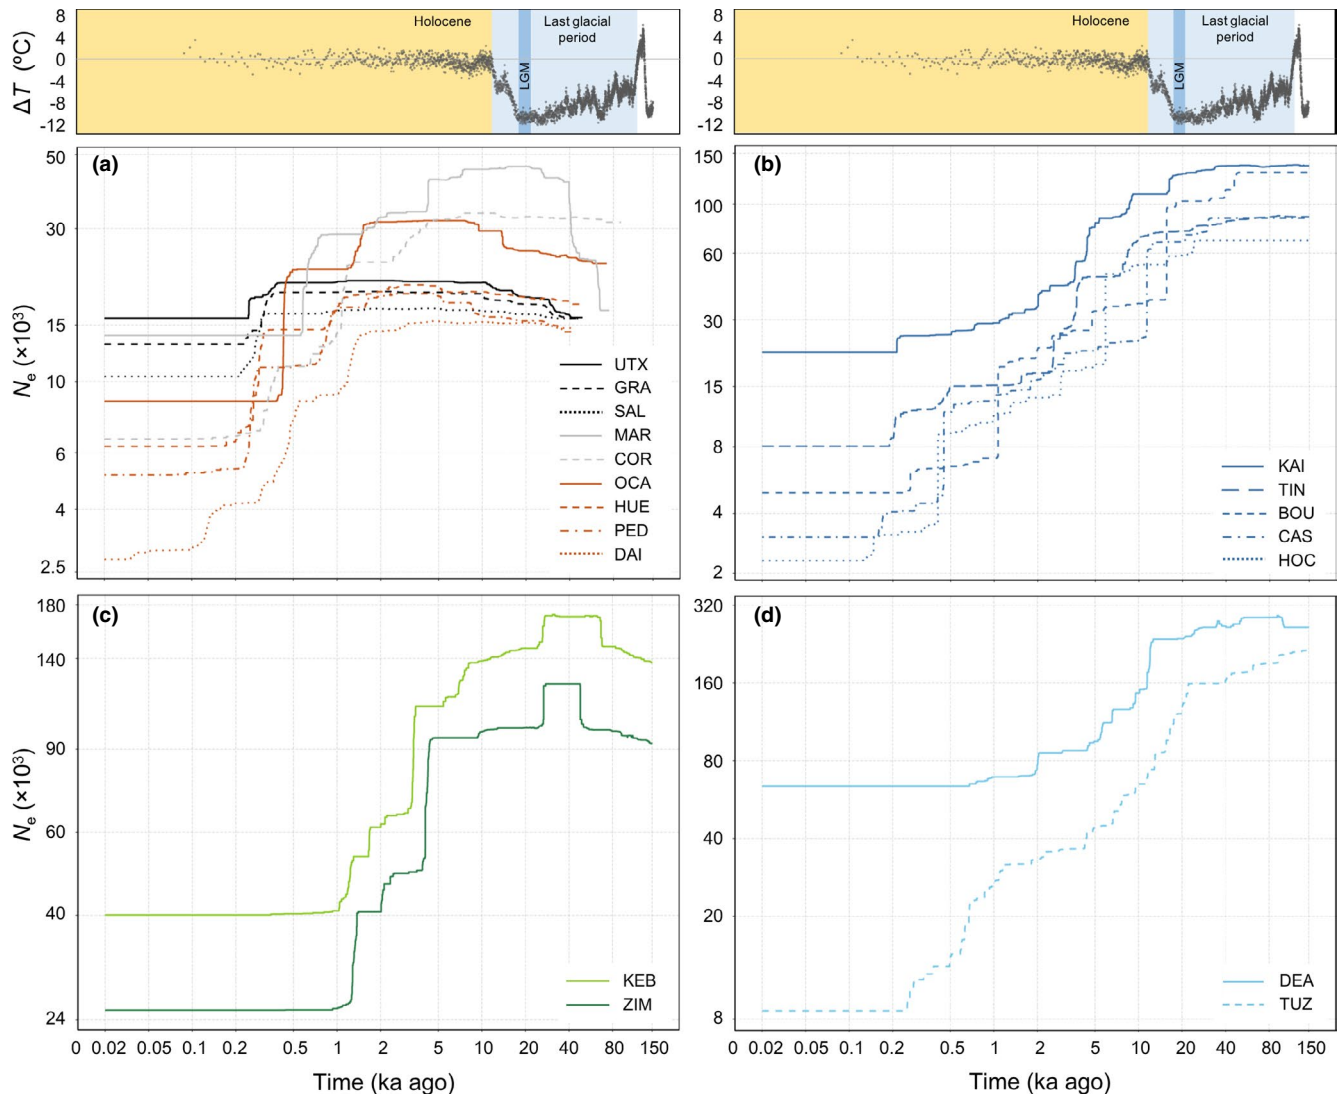 8
4
0
-4
-8
-12
ΔT (ºC)
Holocene
Last glacial
period
LGM
Holocene
Last glacial
period
LGM
(a)
50
30
15
10
6
4
2.5
Ne (×10³)
UTX
GRA
SAL
MAR
COR
OCA
HUE
PED
DAI
8
4
0
-4
-8
-12
(b)
150
100
60
30
15
8
4
2
KAI
TIN
BOU
CAS
HOC
(c)
180
140
90
60
40
24
Ne (×10³)
KEB
ZIM
0 0.02 0.05 0.1 0.2 0.5 1 2 5 10 20 40 80 150
Time (ka ago)
(d)
320
160
80
40
20
8
DEA
TUZ
0 0.02 0.05 0.1 0.2 0.5 1 2 5 10 20 40 80 150
Time (ka ago)